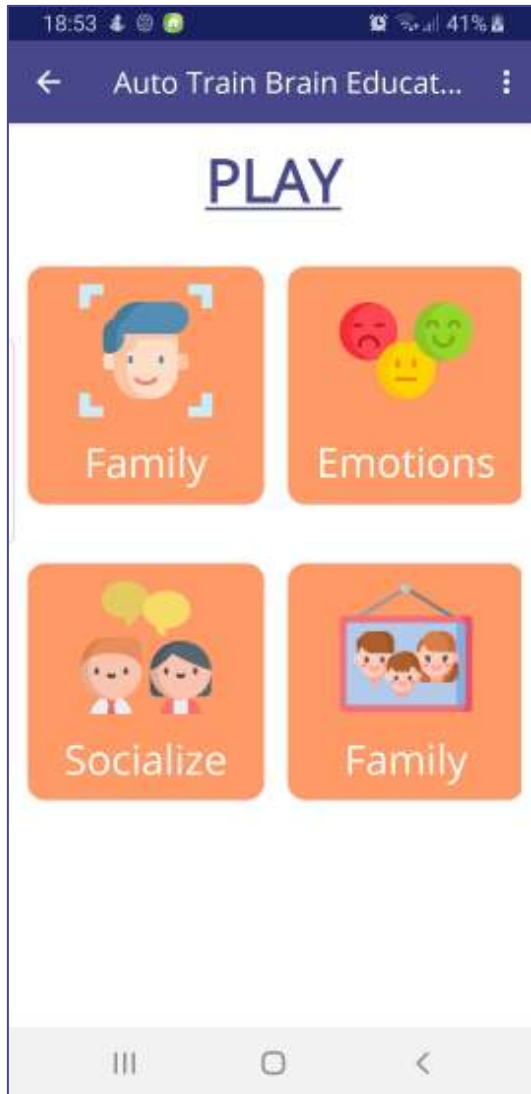 18:53 41%
Auto Train Brain Educat...
PLAY
Family Emotions
Socialize Family